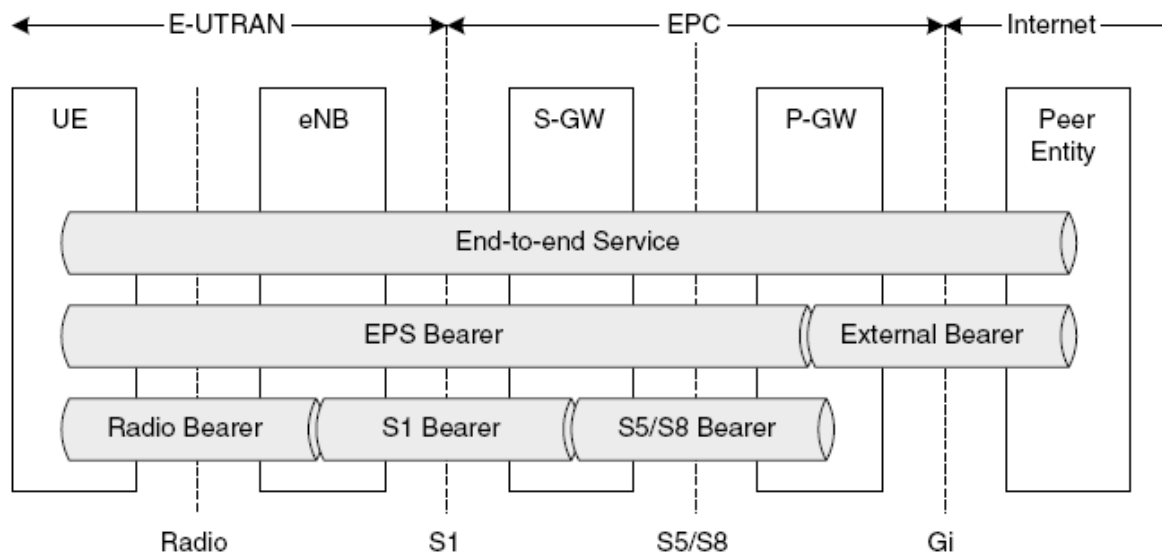 E-UTRAN EPC Internet
UE eNB S-GW P-GW Peer
Entity
End-to-end Service
EPS Bearer External Bearer
Radio Bearer S1 Bearer S5/S8 Bearer
Radio S1 S5/S8 Gi